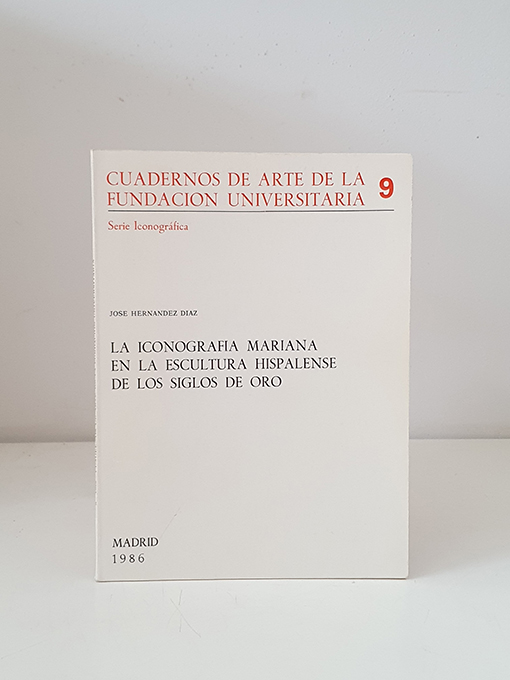 CUADERNOS DE ARTE DE LA
FUNDACION UNIVERSITARIA 9
Serie Iconográfica
JOSE HERNANDEZ DIAZ
LA ICONOGRAFIA MARIANA
EN LA ESCULTURA HISPALENSE
DE LOS SIGLOS DE ORO
MADRID
1986